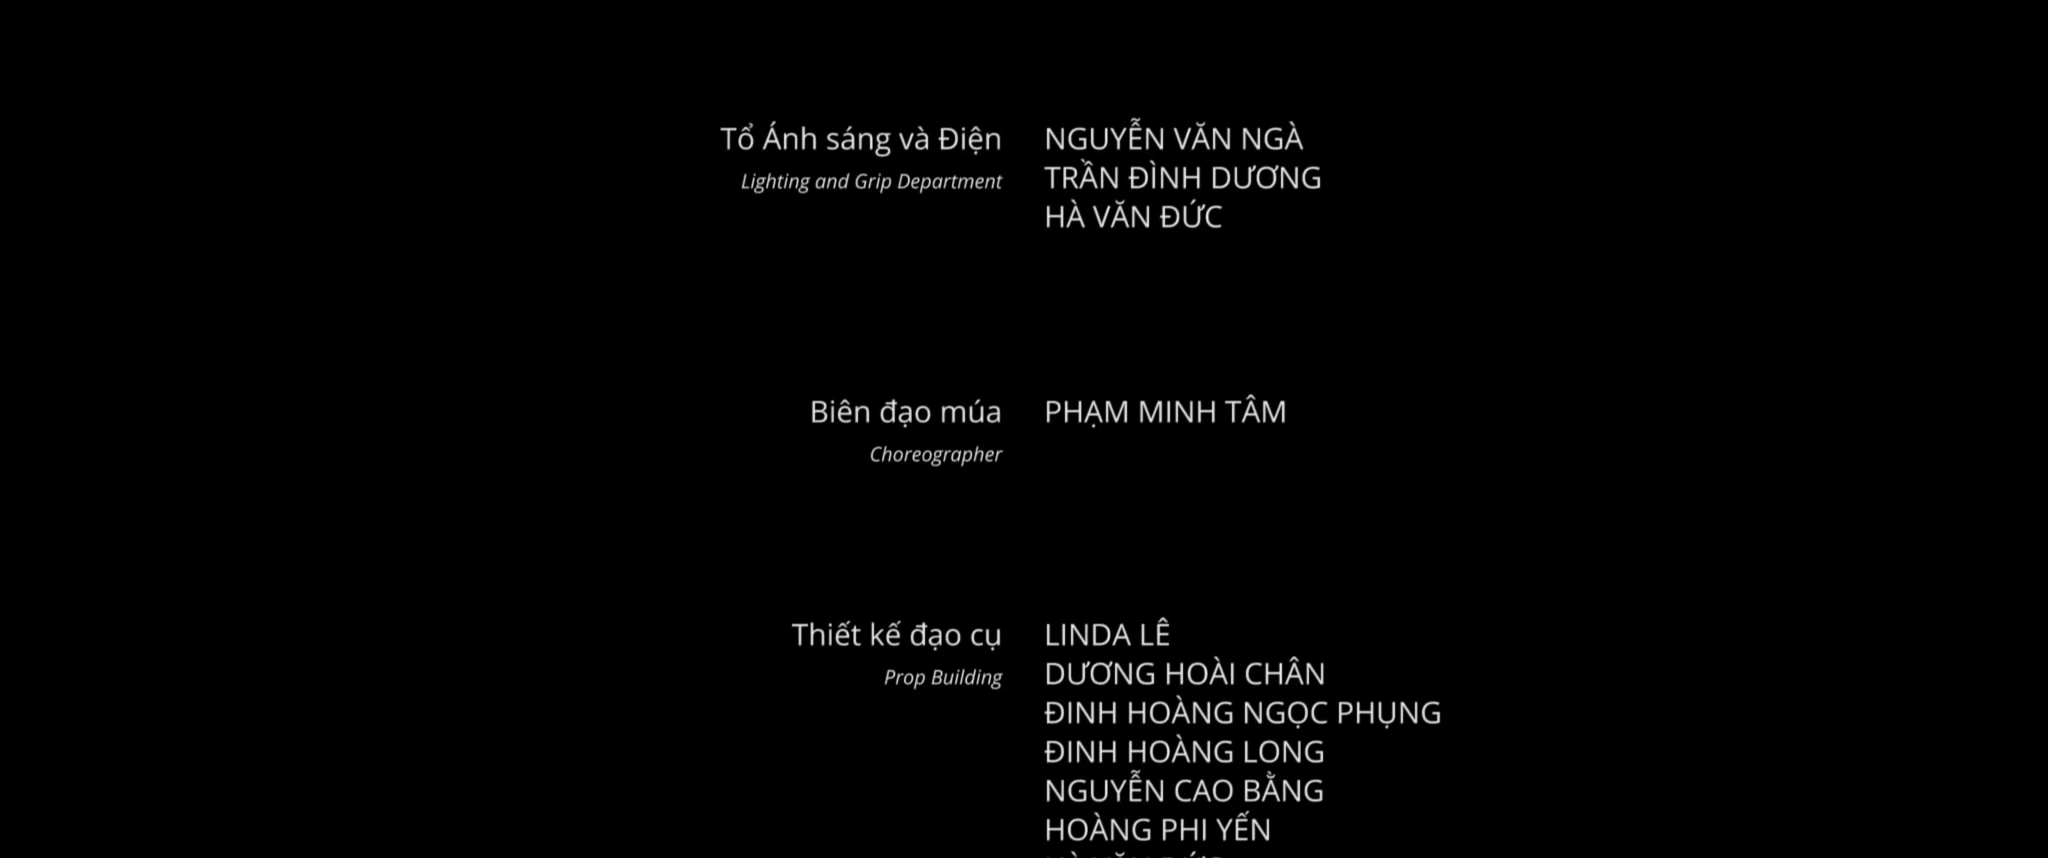 Tổ Ánh sáng và Điện
Lighting and Grip Department
NGUYỄN VĂN NGÀ
TRẦN ĐÌNH DƯƠNG
HÀ VĂN ĐỨC
Biên đạo múa
Choreographer
PHẠM MINH TÂM
Thiết kế đạo cụ
Prop Building
LINDA LÊ
DƯƠNG HOÀI CHÂN
ĐINH HOÀNG NGỌC PHỤNG
ĐINH HOÀNG LONG
NGUYỄN CAO BẰNG
HOÀNG PHI YẾN